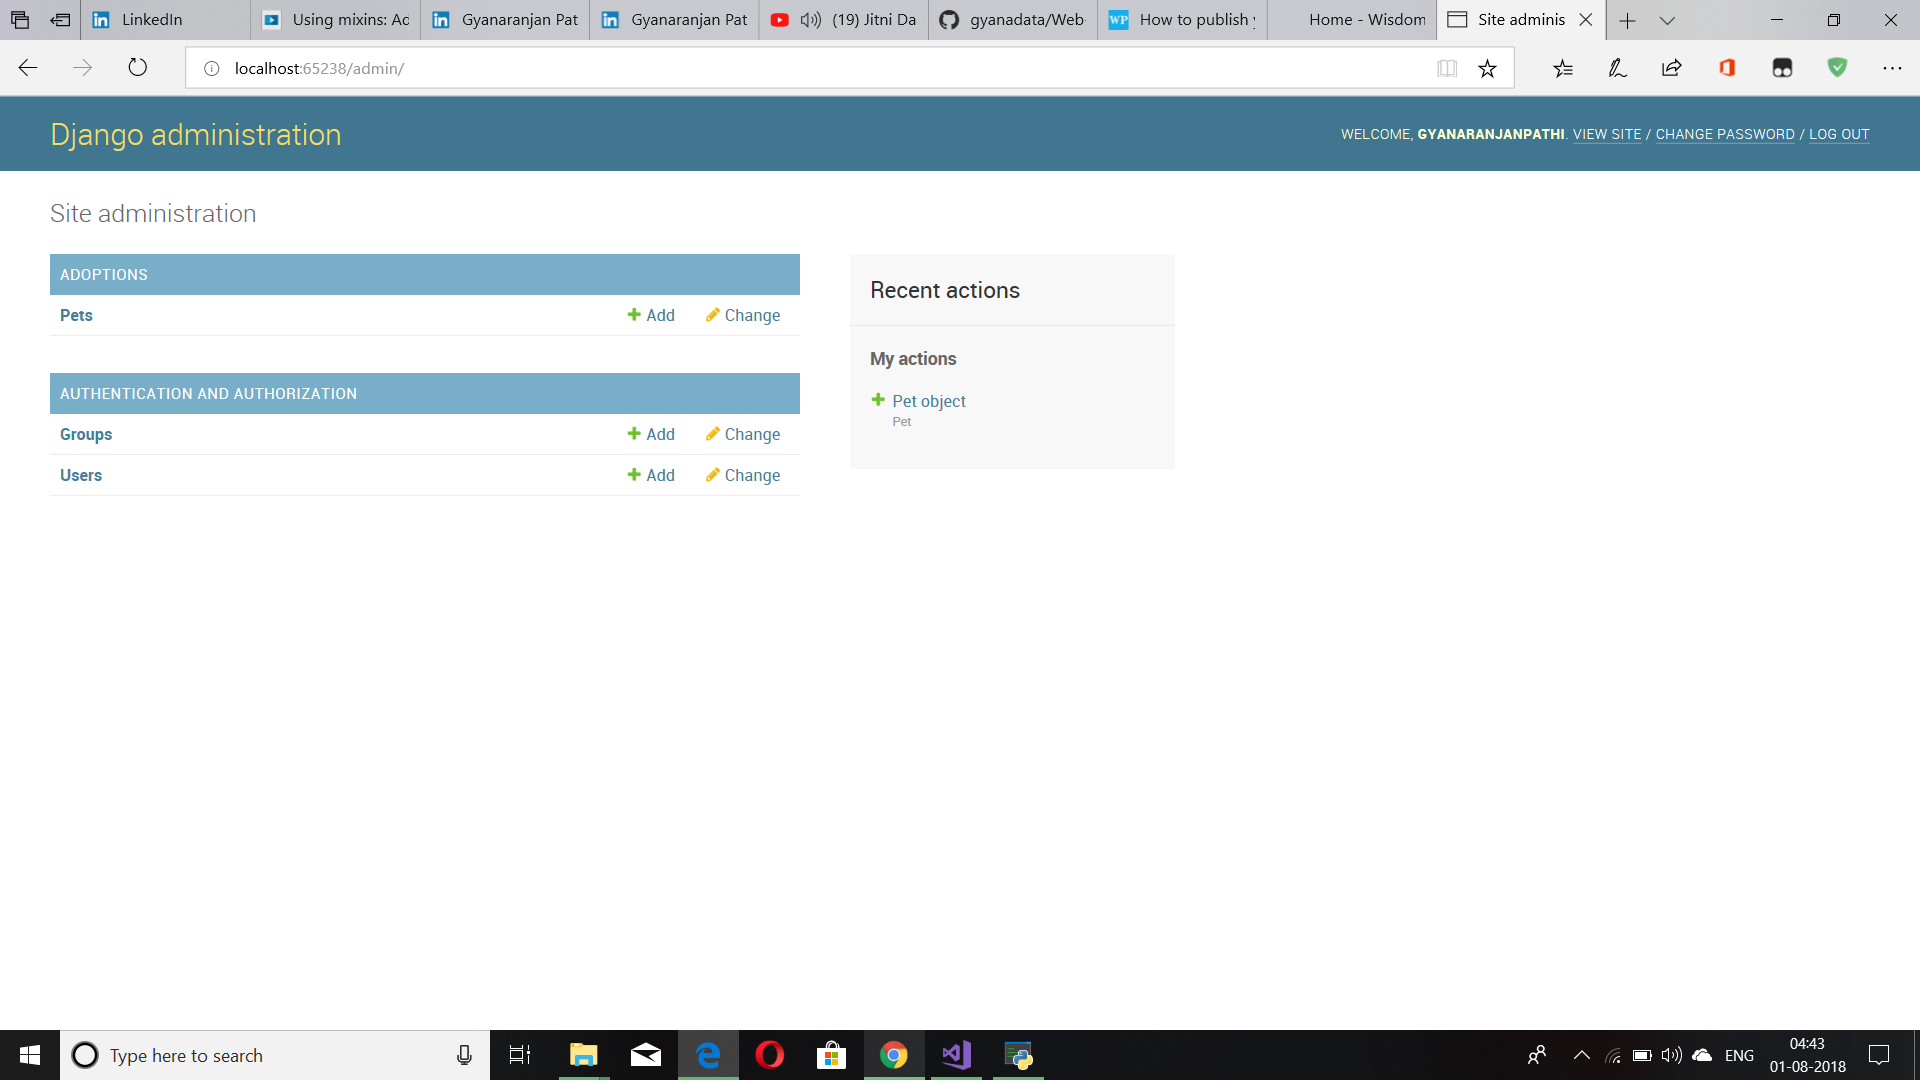 LinkedIn
Using mixins: Ad
Gyanaranjan Pat
Gyanaranjan Pat
(19) Jitni Da
gyanadata/Web-
WP How to publish y
Home - Wisdom
Site adminis
localhost:65238/admin/
Django administration
WELCOME, GYANARANJANPATHI. VIEW SITE / CHANGE PASSWORD / LOG OUT
Site administration
ADOPTIONS
Pets Add Change
AUTHENTICATION AND AUTHORIZATION
Groups Add Change
Users Add Change
Recent actions
My actions
Pet object
Pet
Type here to search
ENG
04:43
01-08-2018